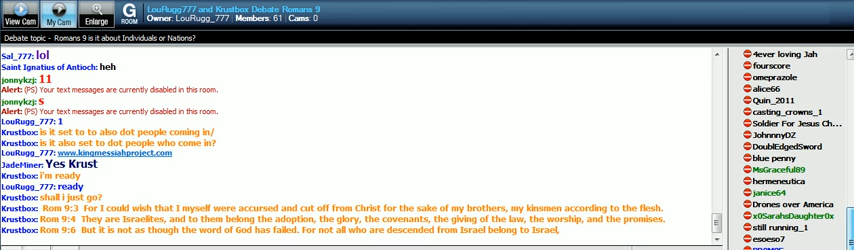 View Cam
My Cam
Enlarge
G
ROOM
LouRugg777 and Krustbox Debate Romans 9
Owner: LouRugg_777 | Members: 61 | Cams: 0
Debate topic - Romans 9 is it about Individuals or Nations?
Sal_777: lol
Saint Ignatius of Antioch: heh
jonnykzj: 11
Alert: (PS) Your text messages are currently disabled in this room.
jonnykzj: s
Alert: (PS) Your text messages are currently disabled in this room.
LouRugg_777: 1
Krustbox: is it set to to also dot people coming in/
Krustbox: is it also set to dot people who come in?
LouRugg_777: www.kingmessiahproject.com
JadeMiner: Yes Krust
Krustbox: i'm ready
LouRugg_777: ready
Krustbox: shall i just go?
Krustbox: Rom 9:3 For I could wish that I myself were accursed and cut off from Christ for the sake of my brothers, my kinsmen according to the flesh.
Krustbox: Rom 9:4 They are Israelites, and to them belong the adoption, the glory, the covenants, the giving of the law, the worship, and the promises.
Krustbox: Rom 9:6 But it is not as though the word of God has failed. For not all who are descended from Israel belong to Israel,
4ever loving Jah
fourscore
omeprazole
alice66
Quin_2011
casting_crowns_1
Soldier For Jesus Ch...
JohnnnyDZ
DoublEdgedSword
blue penny
MsGraceful89
hermeneutica
janice64
Drones over America
x0SarahsDaughter0x
still running_1
esoeso7